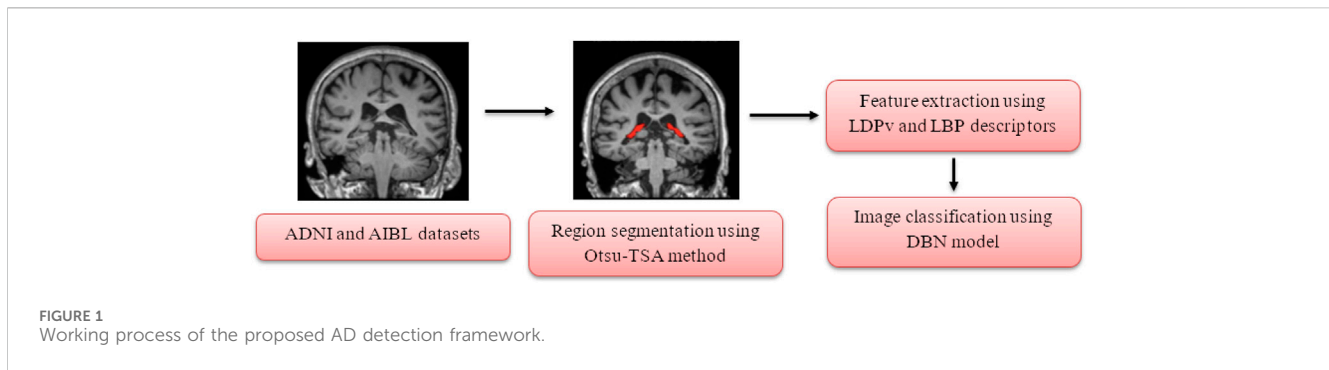 ADNI and AIBL datasets
Region segmentation using
Otsu-TSA method
Feature extraction using
LDPv and LBP descriptors
Image classification using
DBN model
FIGURE 1
Working process of the proposed AD detection framework.